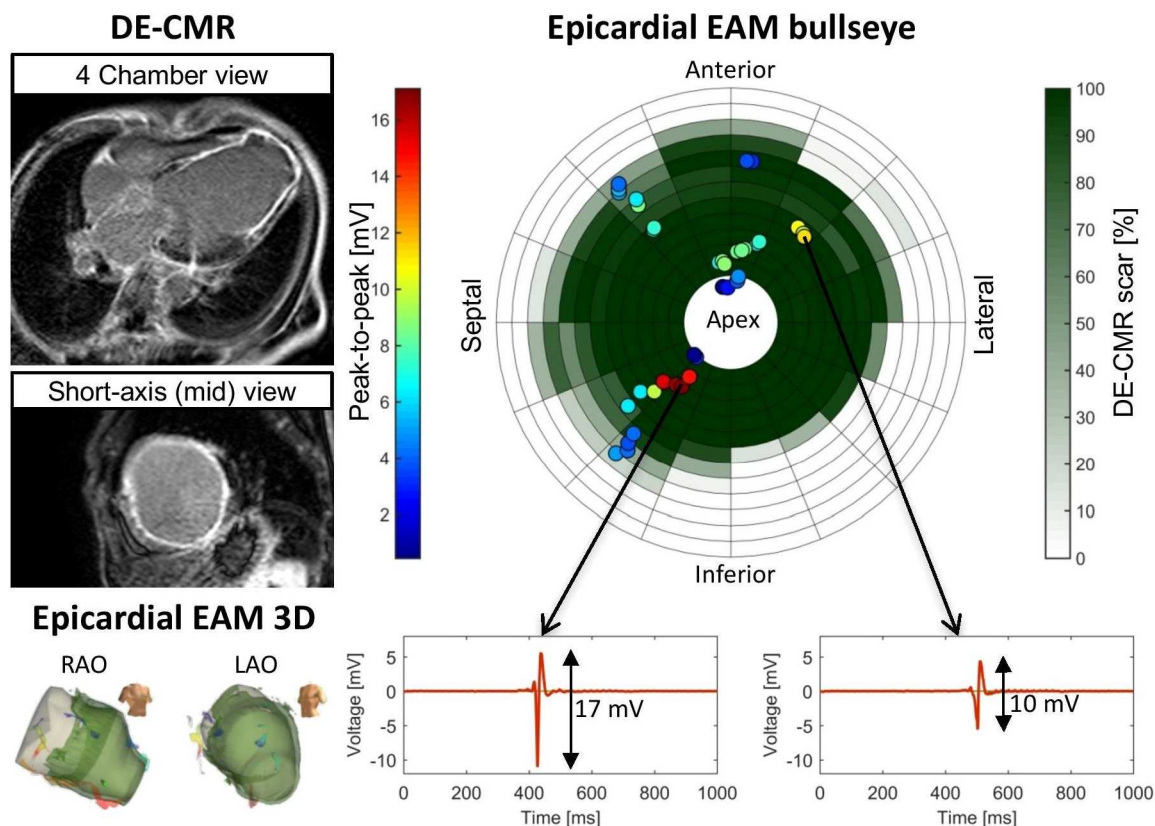 DE-CMR
4 Chamber view
Short-axis (mid) view
Epicardial EAM 3D
RAO
LAO
Epicardial EAM bullseye
Peak-to-peak [mV]
16
14
12
10
8
6
4
2
Anterior
Septal
Apex
Lateral
Inferior
DE-CMR scar [%]
100
90
80
70
60
50
40
30
20
10
0
Voltage [mV]
5
0
-5
-10
17 mV
0 200 400 600 800 1000
Time [ms]
Voltage [mV]
5
0
-5
-10
10 mV
0 200 400 600 800 1000
Time [ms]